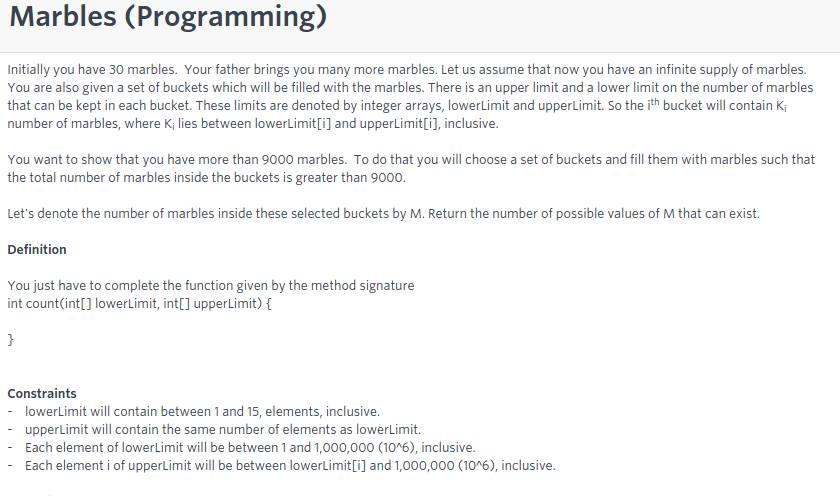 Marbles (Programming)
Initially you have 30 marbles.  Your father brings you many more marbles. Let us assume that now you have an infinite supply of marbles.
You are also given a set of buckets which will be filled with the marbles. There is an upper limit and a lower limit on the number of marbles
that can be kept in each bucket. These limits are denoted by integer arrays, lowerLimit and upperLimit. So the ith bucket will contain Ki
number of marbles, where Ki lies between lowerLimit[i] and upperLimit[i], inclusive.
You want to show that you have more than 9000 marbles.  To do that you will choose a set of buckets and fill them with marbles such that
the total number of marbles inside the buckets is greater than 9000.
Let's denote the number of marbles inside these selected buckets by M. Return the number of possible values of M that can exist.
Definition
You just have to complete the function given by the method signature
int count(int[] lowerLimit, int[] upperLimit) {
}
Constraints
- lowerLimit will contain between 1 and 15, elements, inclusive.
- upperLimit will contain the same number of elements as lowerLimit.
- Each element of lowerLimit will be between 1 and 1,000,000 (10^6), inclusive.
- Each element i of upperLimit will be between lowerLimit[i] and 1,000,000 (10^6), inclusive.